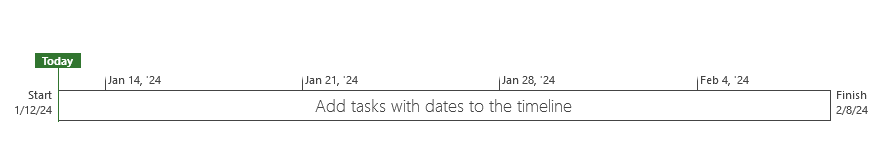 Today
Jan 14, '24
Jan 21, '24
Jan 28, '24
Feb 4, '24
Start
1/12/24
Add tasks with dates to the timeline
Finish
2/8/24